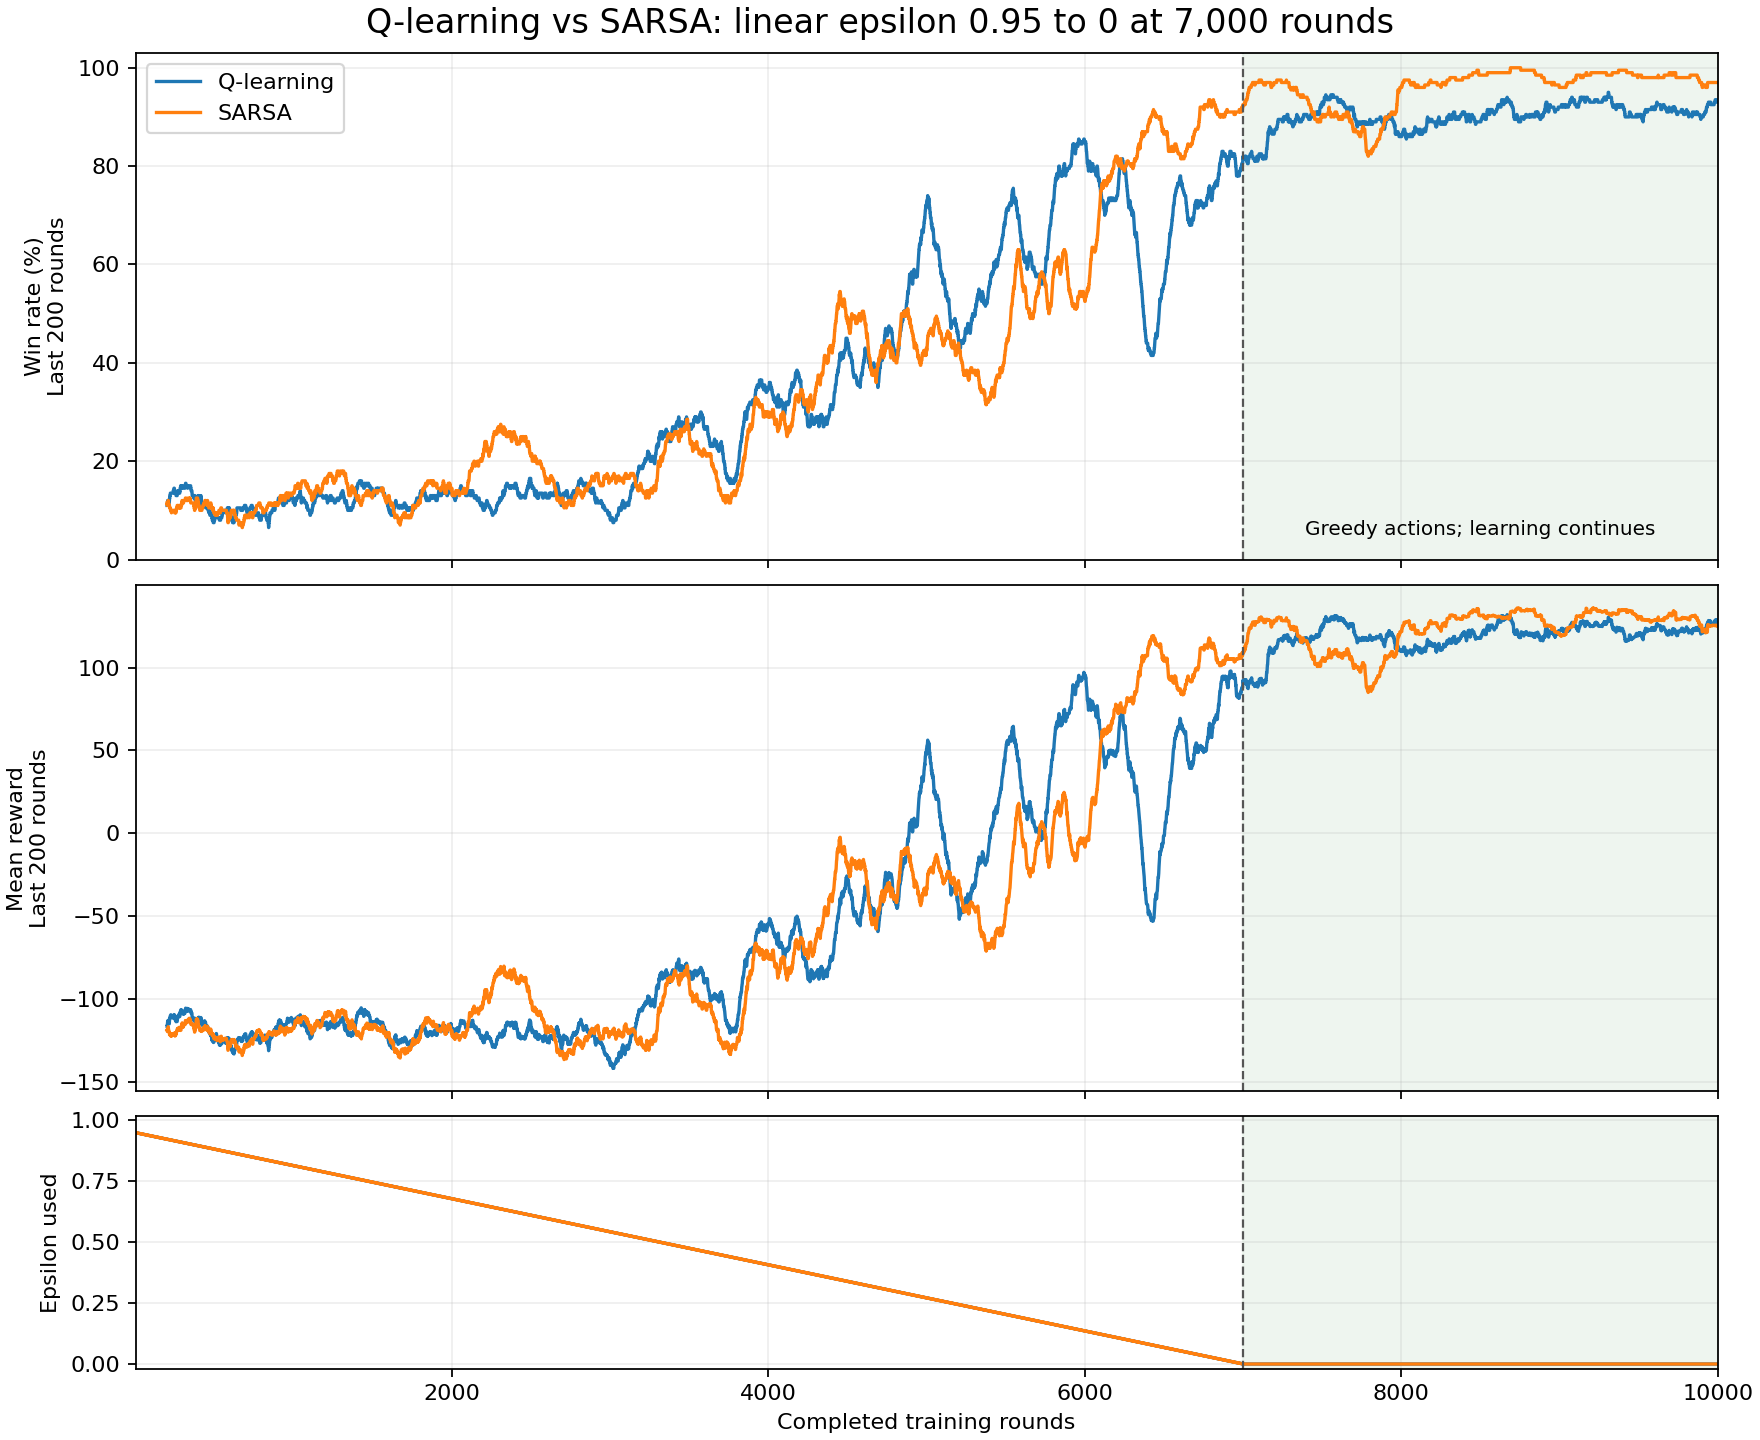 Q-learning vs SARSA: linear epsilon 0.95 to 0 at 7,000 rounds
Q-learning
SARSA
100
80
60
40
20
0
Win rate (%)
Last 200 rounds
Greedy actions; learning continues
100
50
0
−50
−100
−150
Mean reward
Last 200 rounds
1.00
0.75
0.50
0.25
0.00
Epsilon used
2000
4000
6000
8000
10000
Completed training rounds